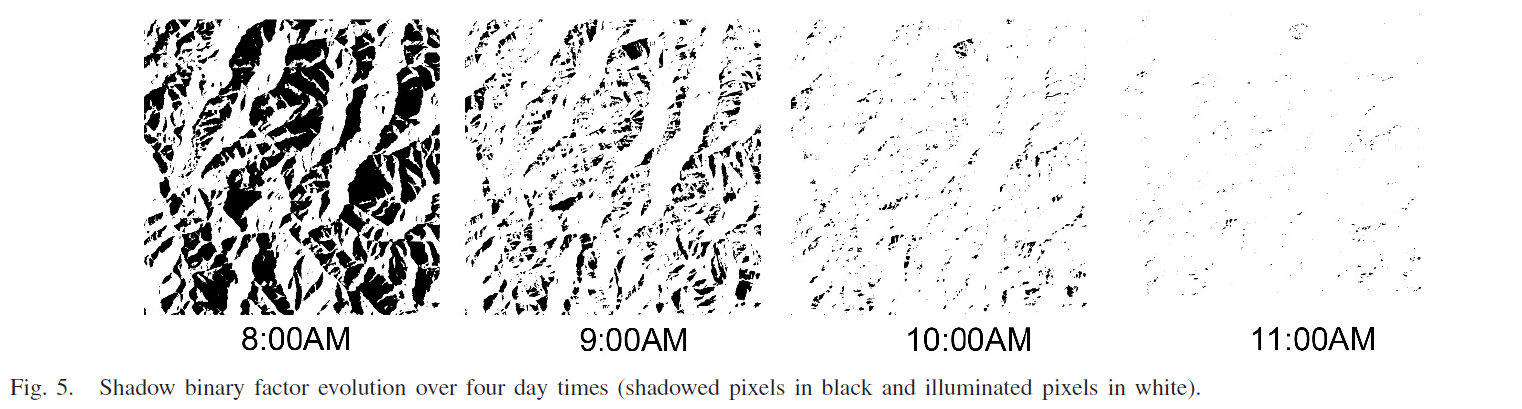 8:00AM 9:00AM 10:00AM 11:00AM
Fig. 5. Shadow binary factor evolution over four day times (shadowed pixels in black and illuminated pixels in white).